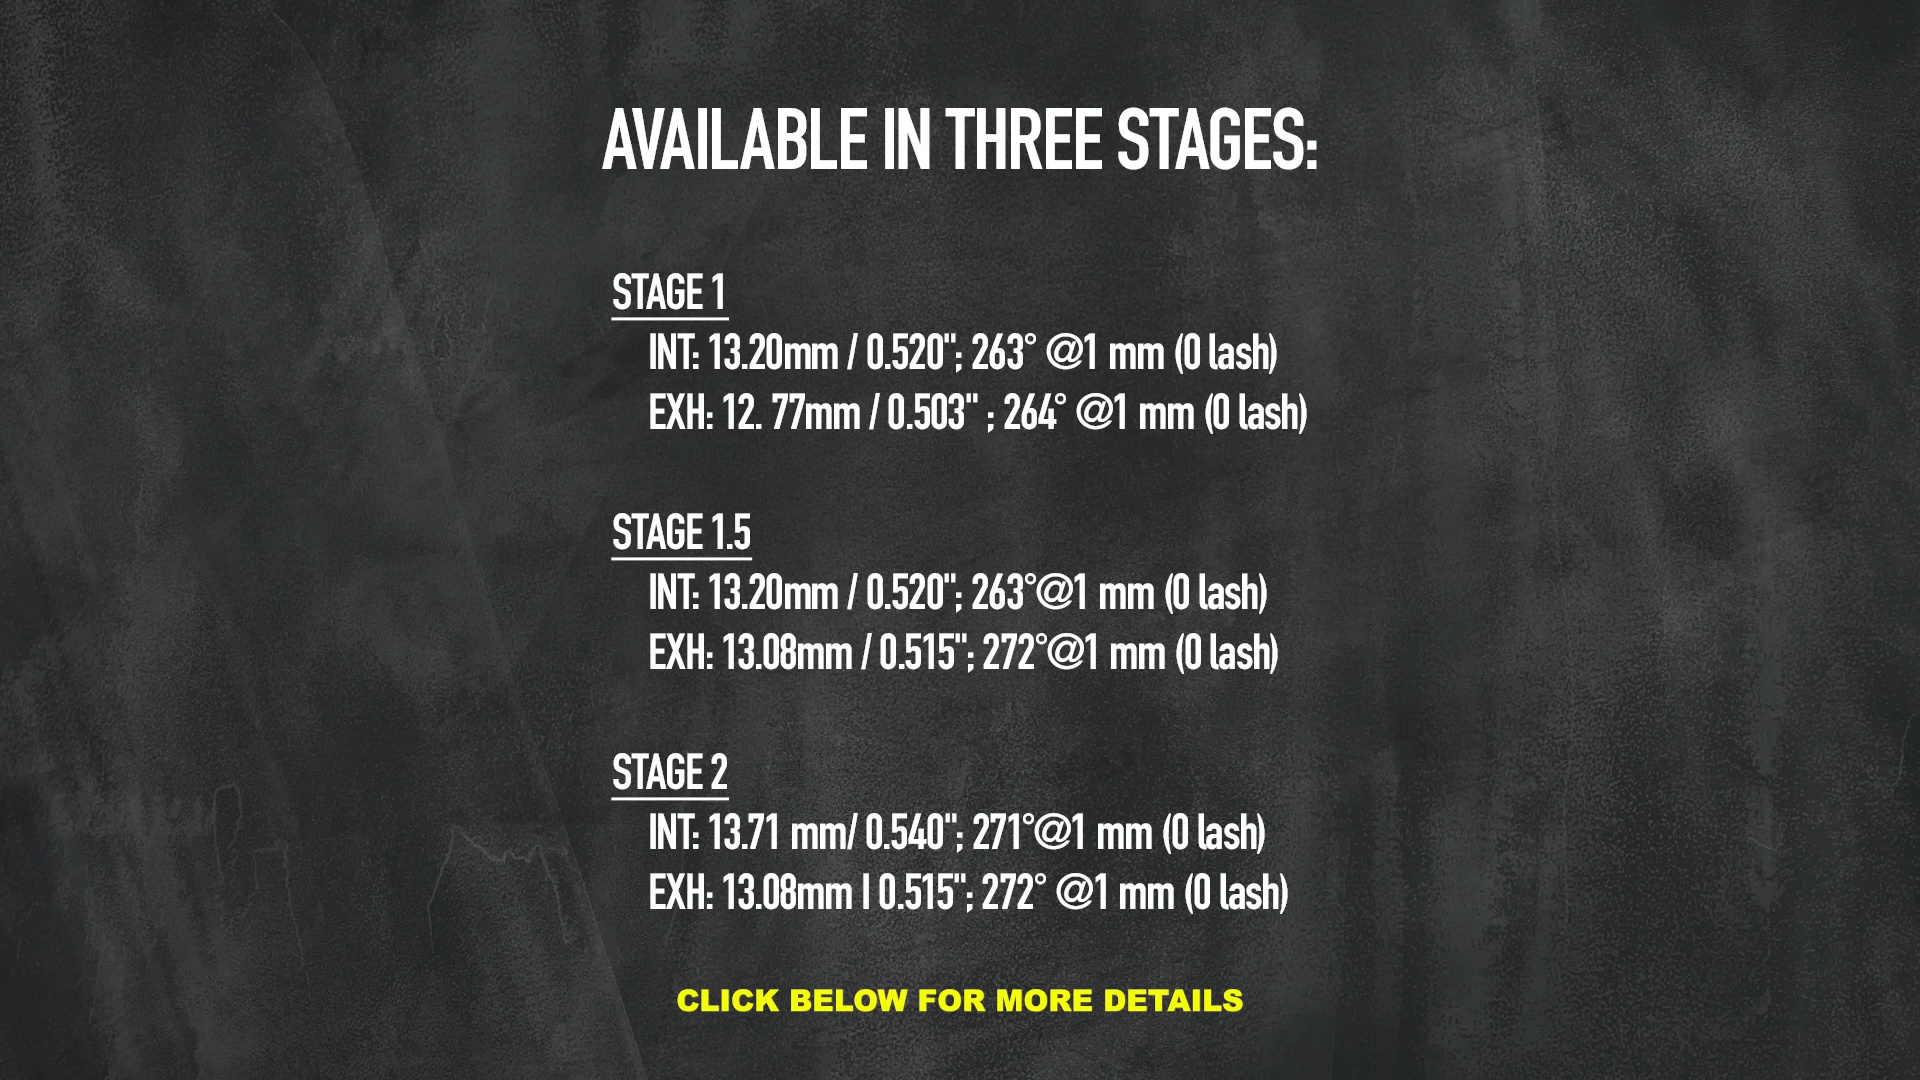 AVAILABLE IN THREE STAGES:
STAGE 1
INT: 13.20mm / 0.520"; 263° @1 mm (0 lash)
EXH: 12. 77mm / 0.503" ; 264° @1 mm (0 lash)
STAGE 1.5
INT: 13.20mm / 0.520"; 263°@1 mm (0 lash)
EXH: 13.08mm / 0.515"; 272°@1 mm (0 lash)
STAGE 2
INT: 13.71 mm/ 0.540"; 271°@1 mm (0 lash)
EXH: 13.08mm I 0.515"; 272° @1 mm (0 lash)
CLICK BELOW FOR MORE DETAILS